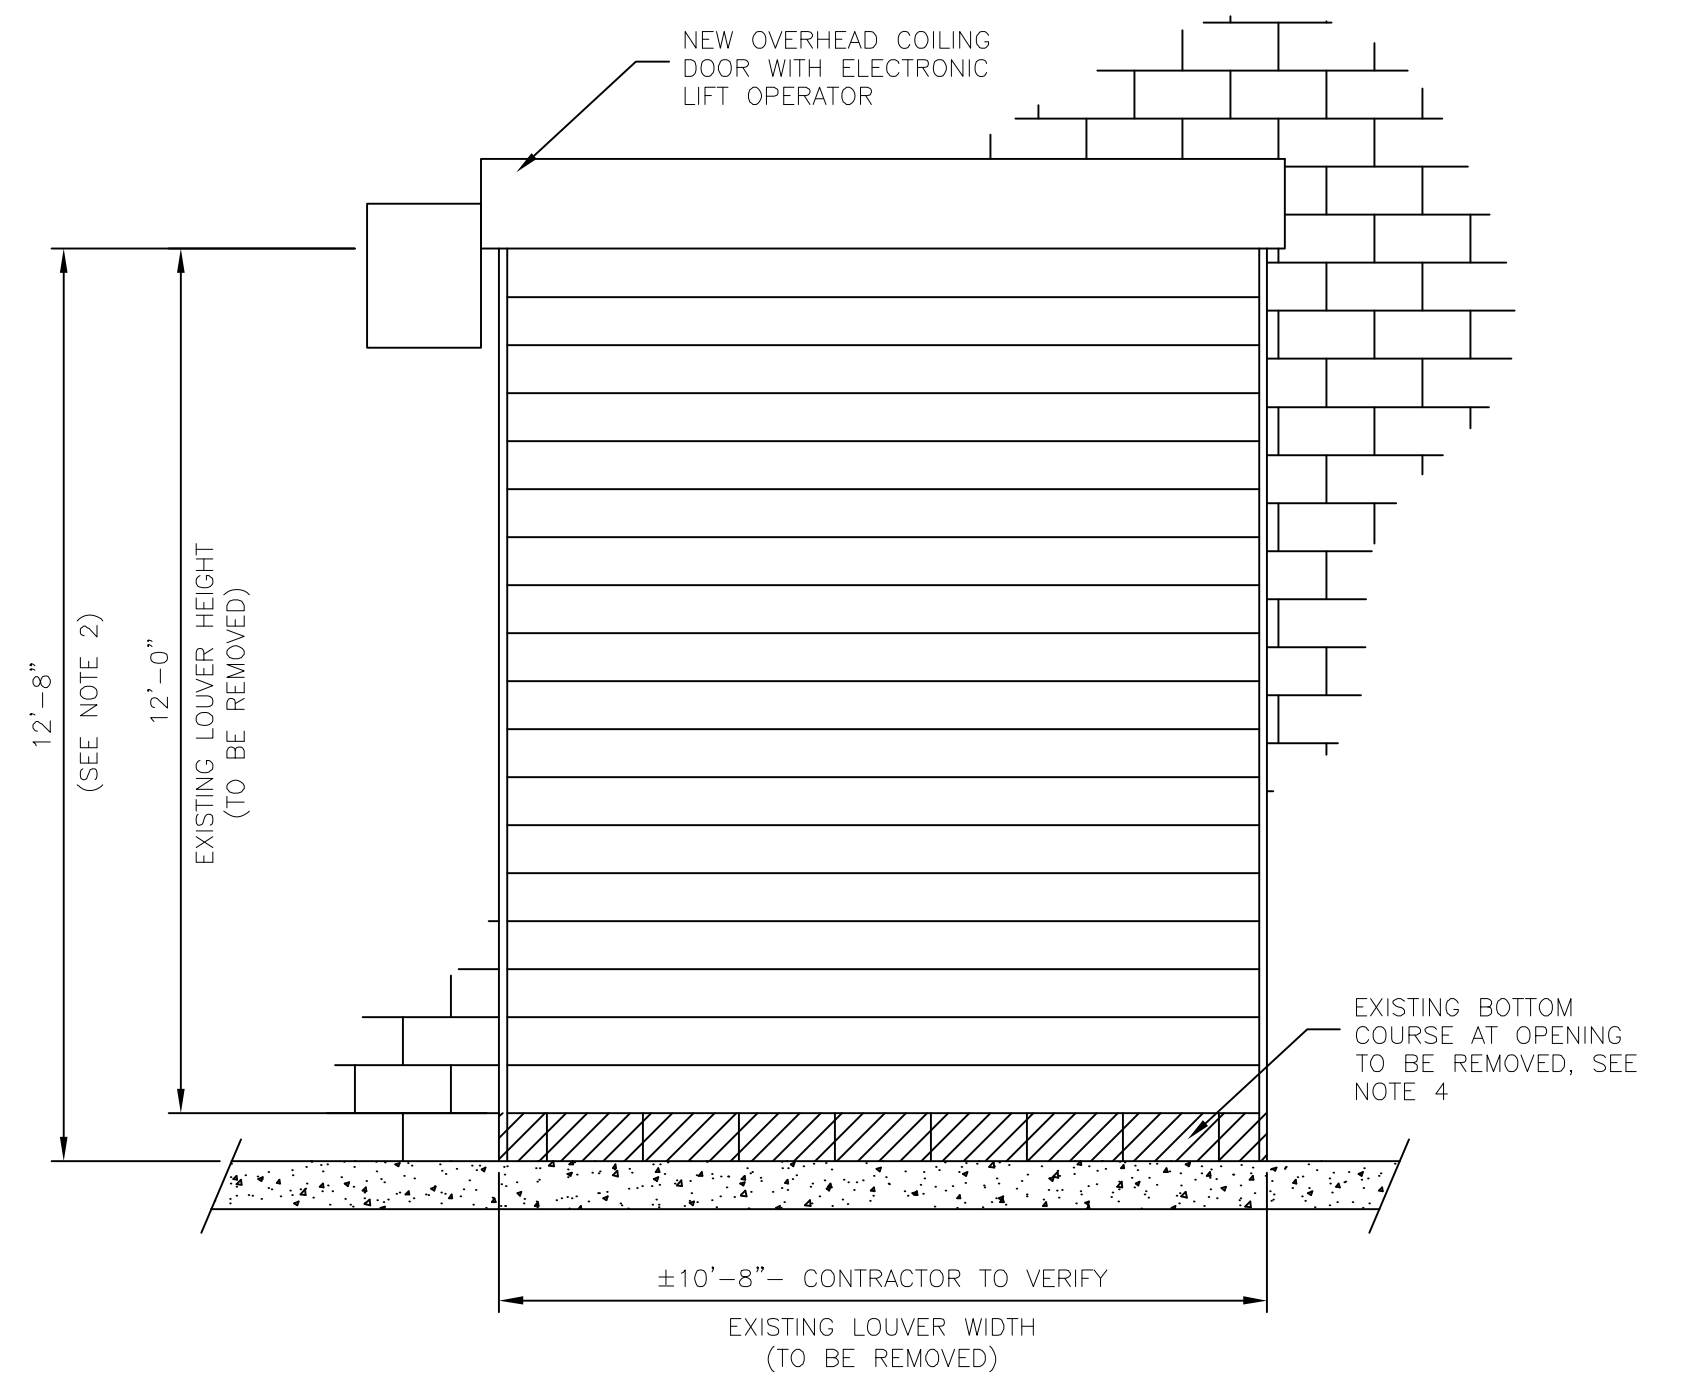 NEW OVERHEAD COILING
DOOR WITH ELECTRONIC
LIFT OPERATOR
12'-8"
(SEE NOTE 2)
12'-0"
EXISTING LOUVER HEIGHT
(TO BE REMOVED)
EXISTING BOTTOM
COURSE AT OPENING
TO BE REMOVED, SEE
NOTE 4
±10'-8"- CONTRACTOR TO VERIFY
EXISTING LOUVER WIDTH
(TO BE REMOVED)